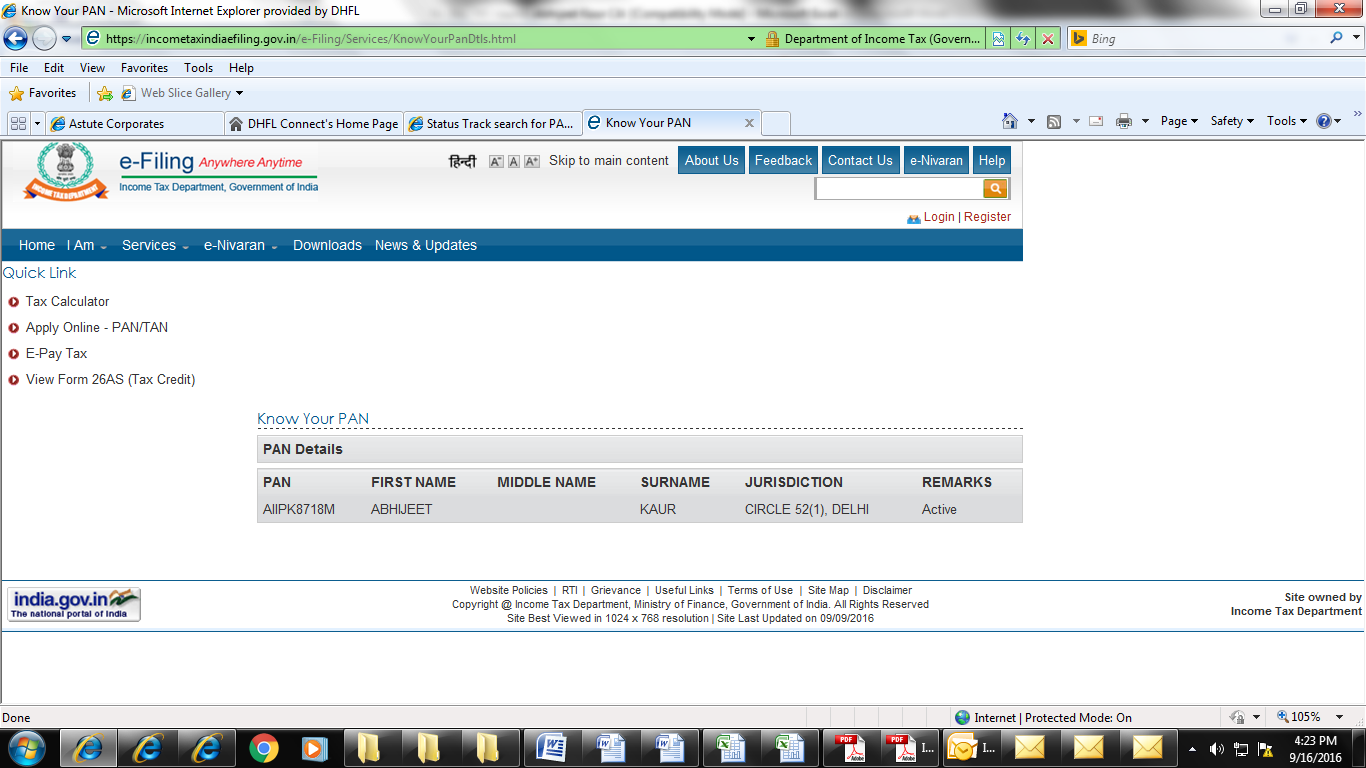 Know Your PAN - Microsoft Internet Explorer provided by DHFL
https://incometaxindiaefiling.gov.in/e-Filing/Services/KnowYourPanDtls.html Department of Income Tax (Govern... Bing
File Edit View Favorites Tools Help
Favorites Web Slice Gallery
Astute Corporates DHFL Connect's Home Page Status Track search for PA... Know Your PAN Page Safety Tools
e-Filing Anywhere Anytime
Income Tax Department, Government of India
हिन्दी A- A A+ Skip to main content About Us Feedback Contact Us e-Nivaran Help
Login | Register
Home I Am Services e-Nivaran Downloads News & Updates
Quick Link
Tax Calculator
Apply Online - PAN/TAN
E-Pay Tax
View Form 26AS (Tax Credit)
Know Your PAN
PAN Details
PAN FIRST NAME MIDDLE NAME SURNAME JURISDICTION REMARKS
AIIPK8718M ABHIJEET KAUR CIRCLE 52(1), DELHI Active
india.gov.in
The national portal of India
Website Policies | RTI | Grievance | Useful Links | Terms of Use | Site Map | Disclaimer
Copyright @ Income Tax Department, Ministry of Finance, Government of India. All Rights Reserved
Site Best Viewed in 1024 x 768 resolution | Site Last Updated on 09/09/2016
Site owned by
Income Tax Department
Done Internet | Protected Mode: On 105%
PDF Adobe PDF Adobe I... I...
4:23 PM
9/16/2016